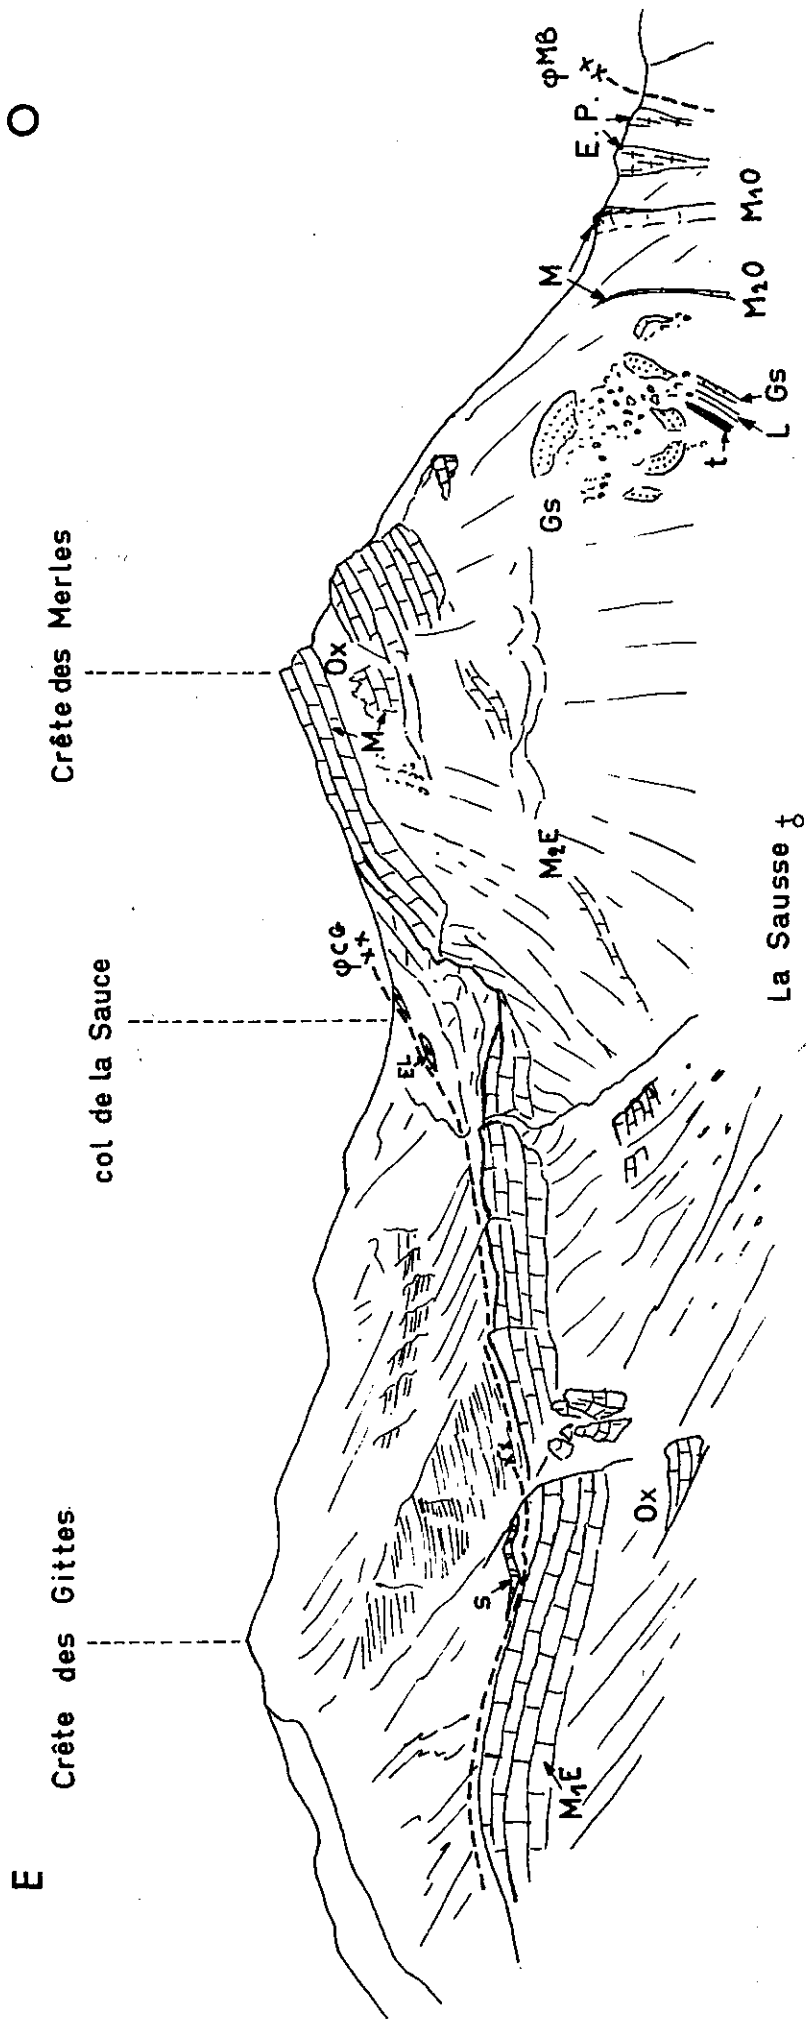 E
O
Crête des Gittes
col de la Sauce
Crête des Merles
φCG
EL
s
M1E
Ox
M
Ox
M2E
Gs
t
L
Gs
M
M2O
M1O
E.P.
φMB
La Sausse